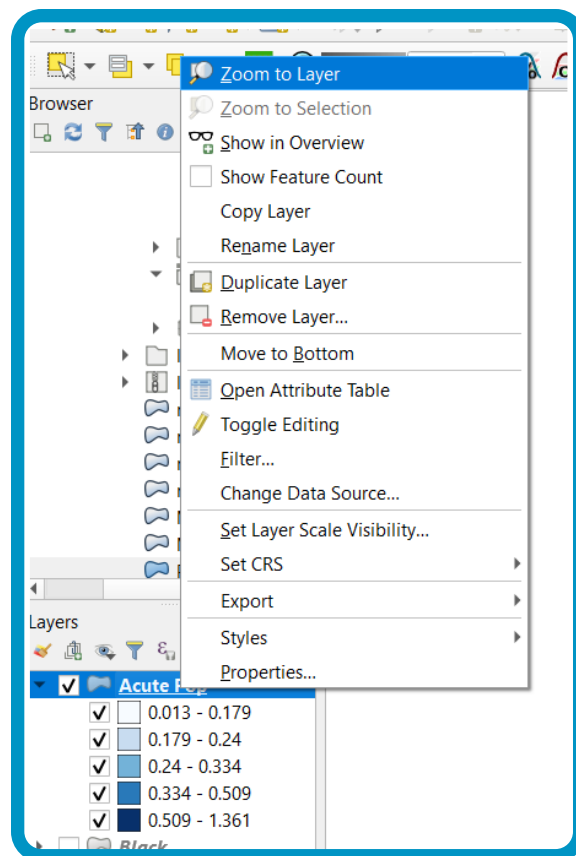 Browser
Zoom to Layer
Zoom to Selection
Show in Overview
Show Feature Count
Copy Layer
Rename Layer
Duplicate Layer
Remove Layer...
Move to Bottom
Open Attribute Table
Toggle Editing
Filter...
Change Data Source...
Set Layer Scale Visibility...
Set CRS
Export
Styles
Properties...
Layers
Acute
0.013 - 0.179
0.179 - 0.24
0.24 - 0.334
0.334 - 0.509
0.509 - 1.361
Black